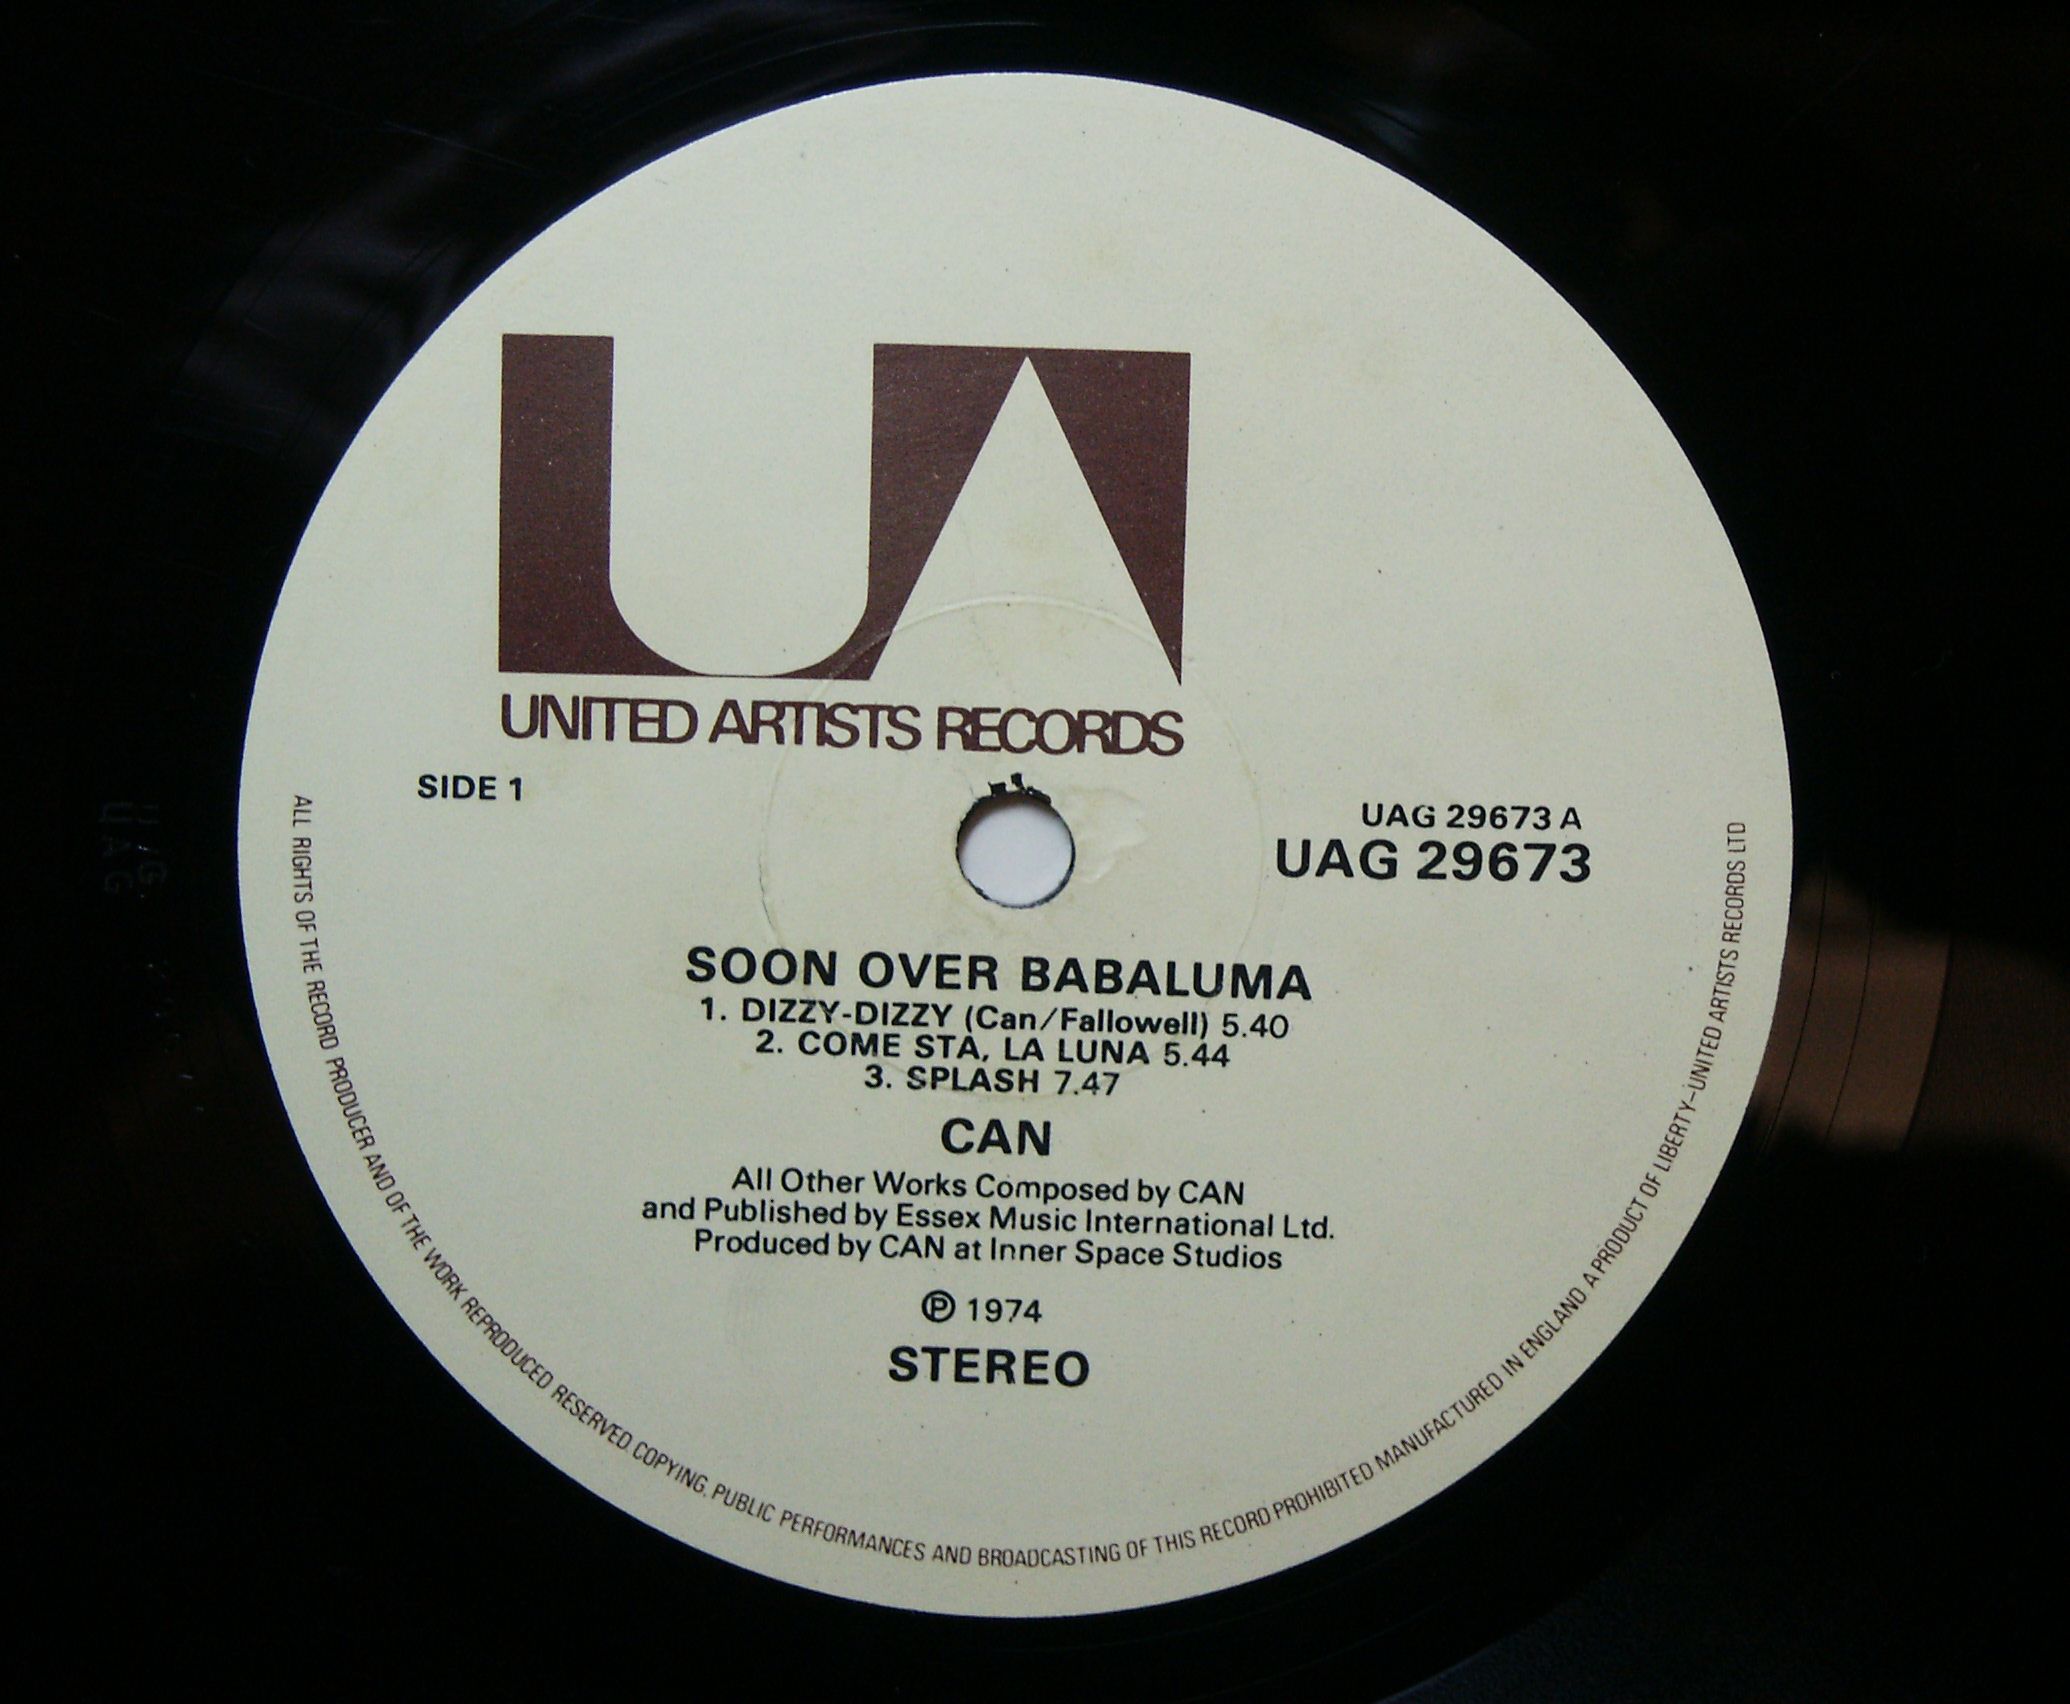 UA
UNITED ARTISTS RECORDS
SIDE 1
UAG 29673 A
UAG 29673
SOON OVER BABALUMA
1. DIZZY-DIZZY (Can/Fallowell) 5.40
2. COME STA, LA LUNA 5.44
3. SPLASH 7.47
CAN
All Other Works Composed by CAN
and Published by Essex Music International Ltd.
Produced by CAN at Inner Space Studios
℗ 1974
STEREO
ALL RIGHTS OF THE RECORD PRODUCER AND OF THE WORK REPRODUCED RESERVED. COPYING, PUBLIC PERFORMANCES AND BROADCASTING OF THIS RECORD PROHIBITED MANUFACTURED IN ENGLAND A PRODUCT OF LIBERTY-UNITED ARTISTS RECORDS LTD
UAG